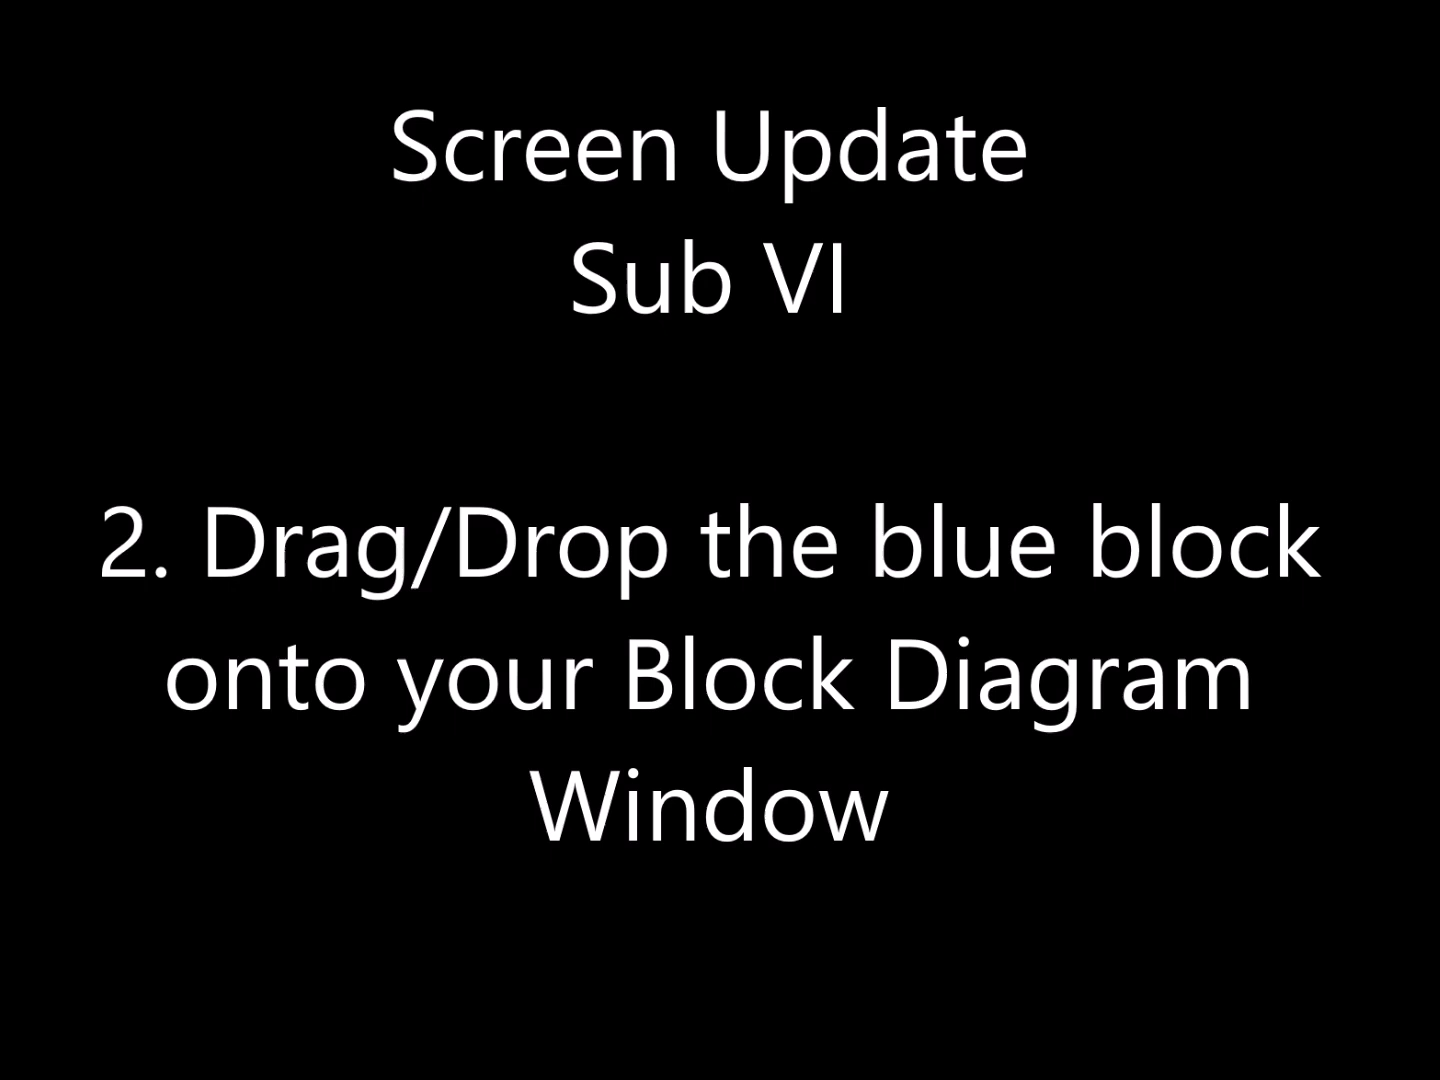 Screen Update
Sub VI
2. Drag/Drop the blue block
onto your Block Diagram
Window